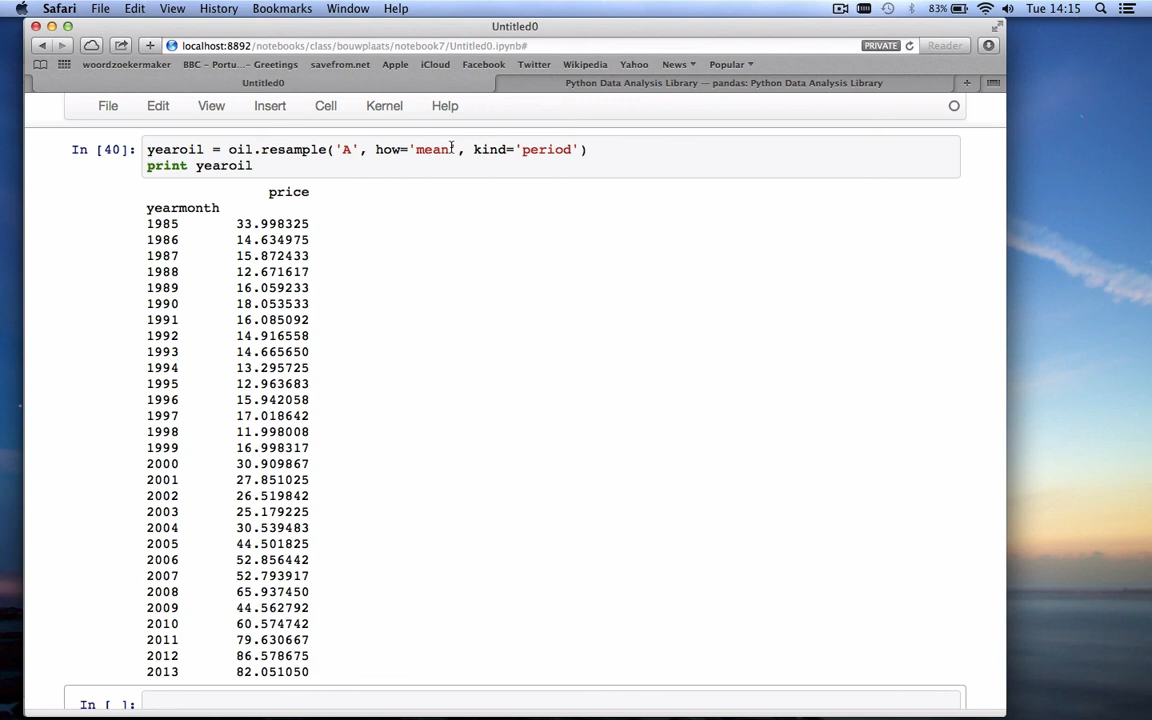 Safari File Edit View History Bookmarks Window Help 83% Tue 14:15
Untitled0
localhost:8892/notebooks/class/bouwplaats/notebook7/Untitled0.ipynb# PRIVATE Reader
woordzoekermaker BBC – Portu...– Greetings savefrom.net Apple iCloud Facebook Twitter Wikipedia Yahoo News Popular
Untitled0 Python Data Analysis Library — pandas: Python Data Analysis Library
File Edit View Insert Cell Kernel Help
In [40]: yearoil = oil.resample('A', how='mean', kind='period')
print yearoil
price
yearmonth
1985 33.998325
1986 14.634975
1987 15.872433
1988 12.671617
1989 16.059233
1990 18.053533
1991 16.085092
1992 14.916558
1993 14.665650
1994 13.295725
1995 12.963683
1996 15.942058
1997 17.018642
1998 11.998008
1999 16.998317
2000 30.909867
2001 27.851025
2002 26.519842
2003 25.179225
2004 30.539483
2005 44.501825
2006 52.856442
2007 52.793917
2008 65.937450
2009 44.562792
2010 60.574742
2011 79.630667
2012 86.578675
2013 82.051050
In [ ]: